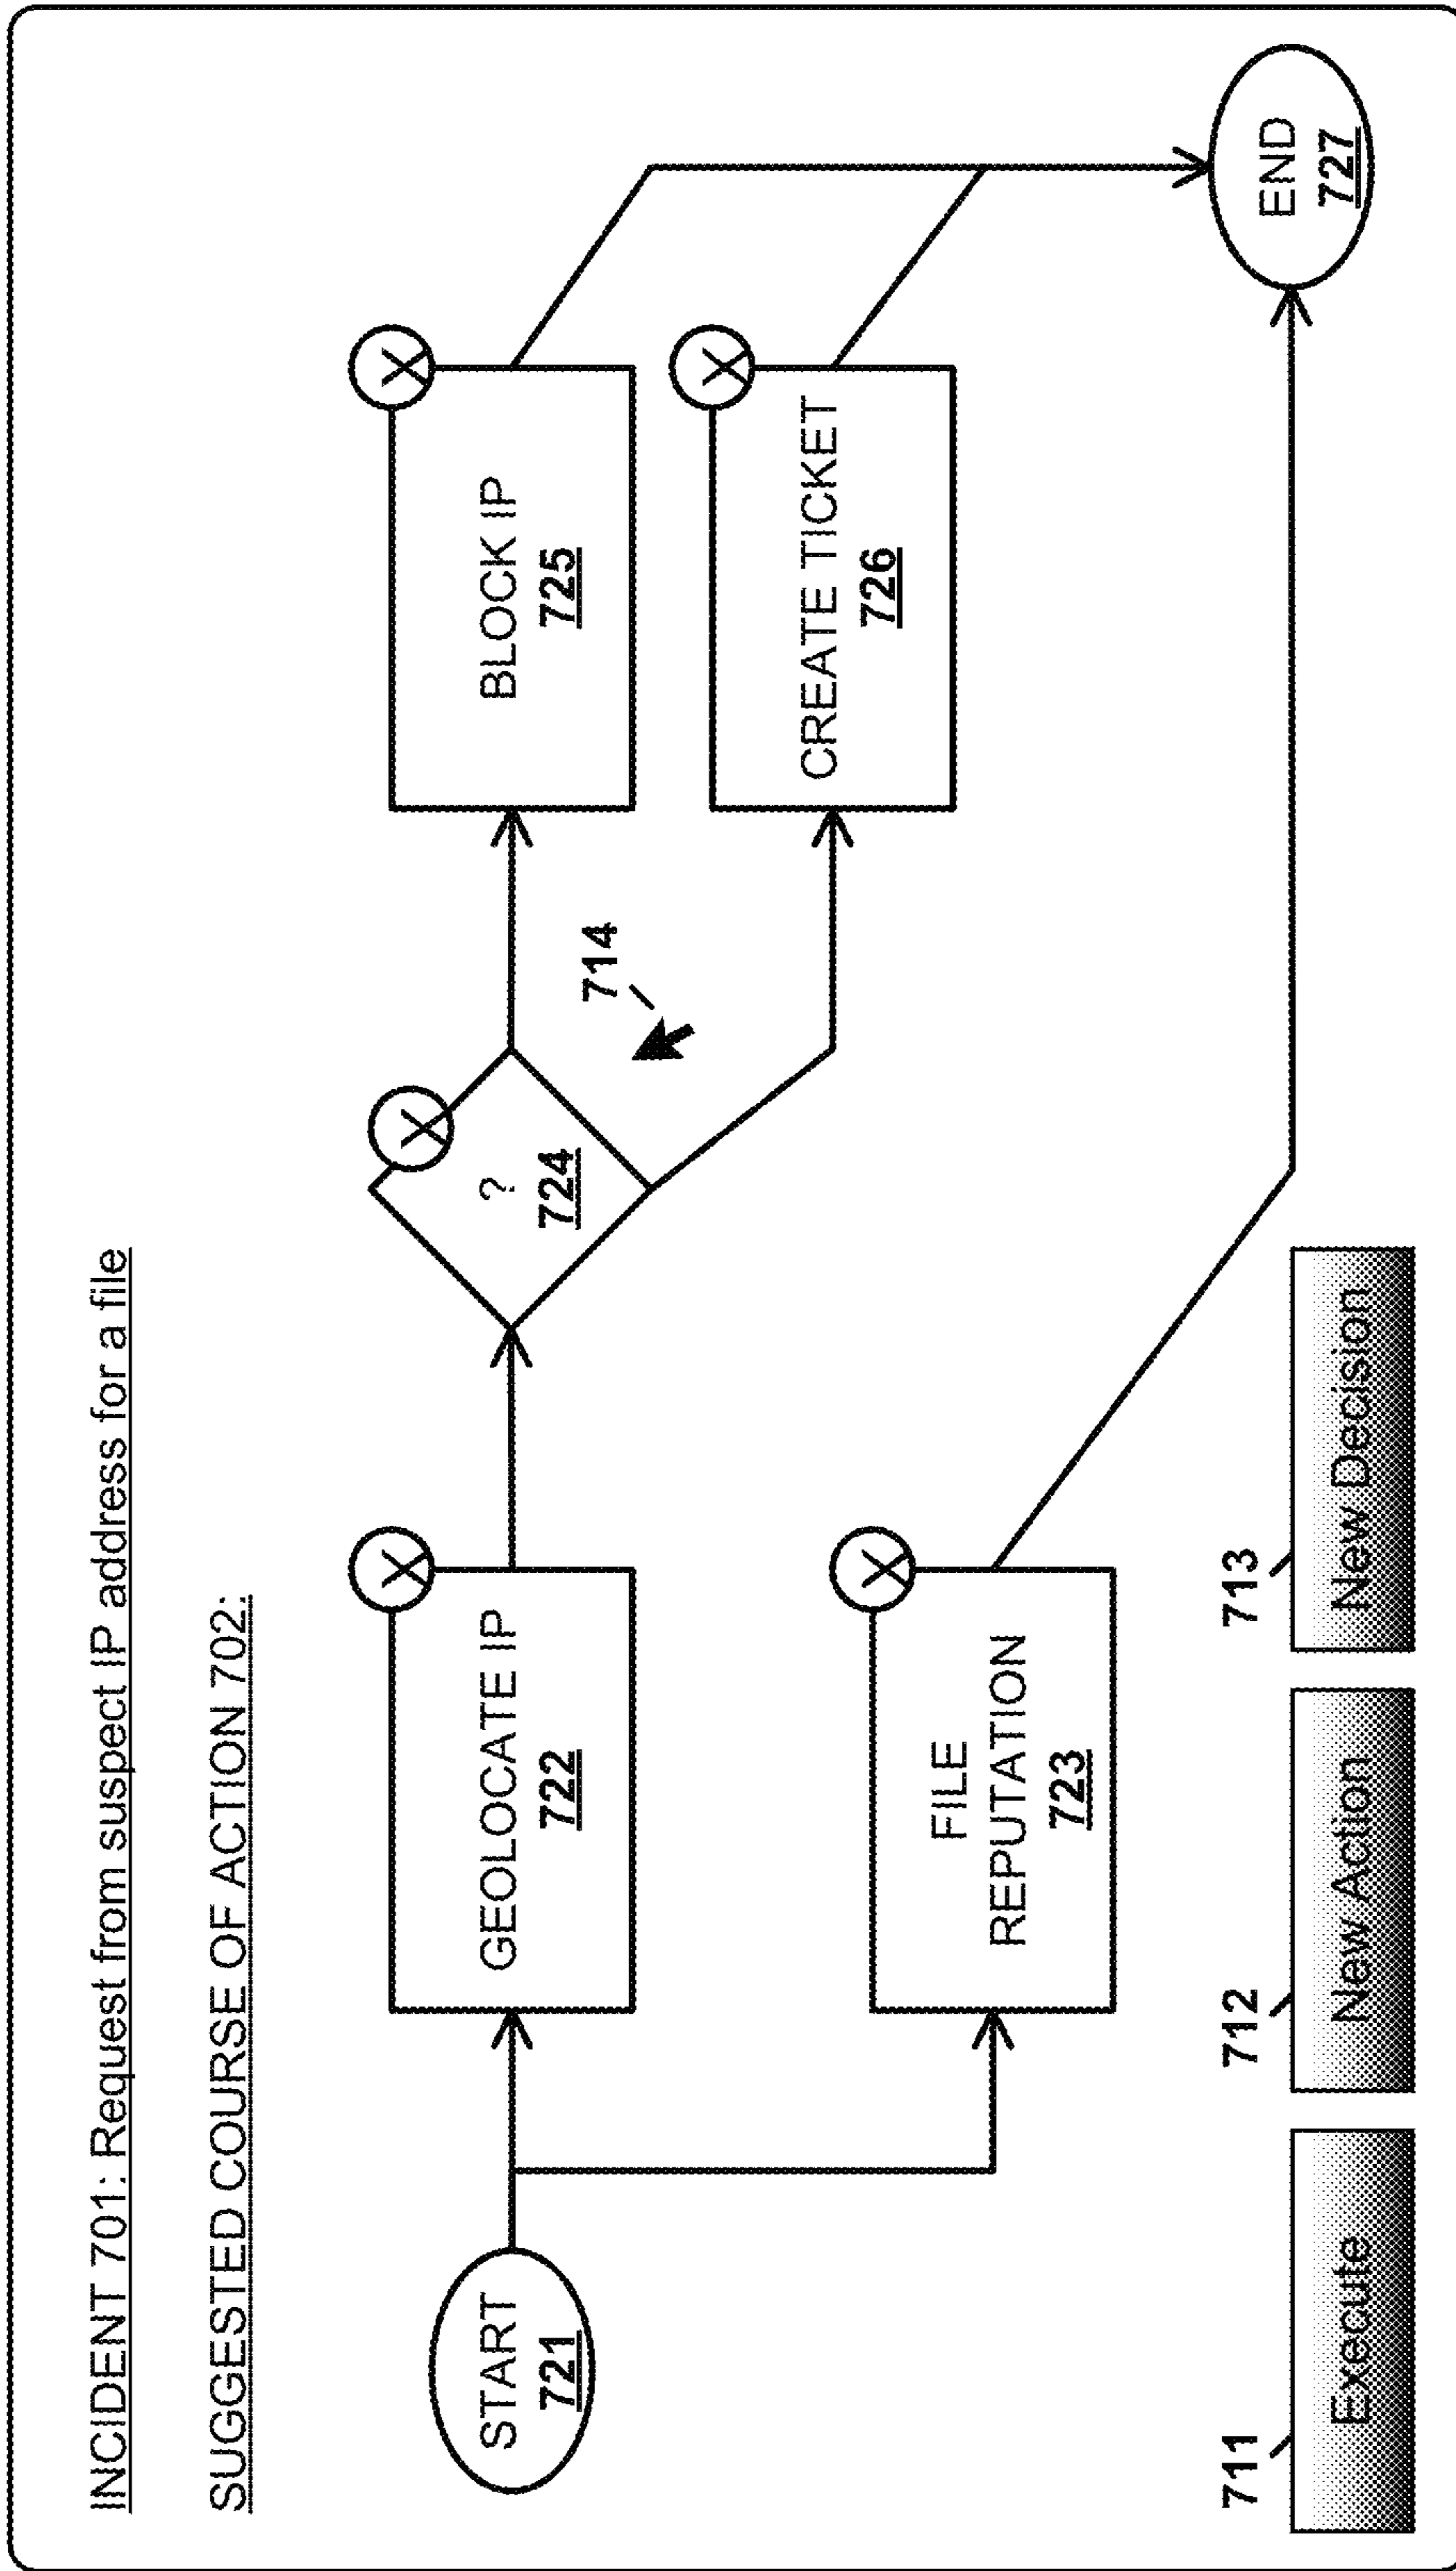 INCIDENT 701: Request from suspect IP address for a file
SUGGESTED COURSE OF ACTION 702:
START
721
GEOLOCATE IP
722
X
?
724
X
BLOCK IP
725
X
714
CREATE TICKET
726
X
FILE
REPUTATION
723
X
END
727
711
Execute
712
New Action
713
New Decision